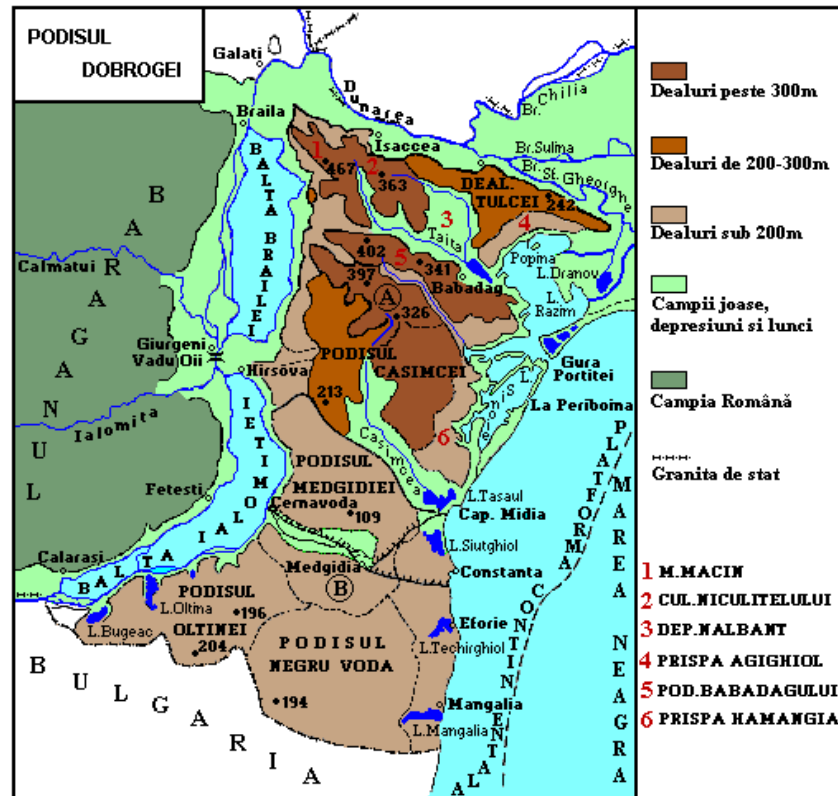 PODISUL
DOBROGEI
Galați
Dunarea
Braila
Isaccea
Br. Chilia
Br.Sulina
Br.St.Gheorghe
BALTA BRAILEI
1
467
2
363
DEAL.
TULCEI
242
3
4
Taita
402
5
341
397
A
Babadag
326
Popina
L.Dranov
L.
Razim
Calmatui
BARAGANUL
Giurgeni
Vadu Oii
Hirsova
PODISUL
CASIMCEI
213
L. Sinoe
Gura
Portitei
La Periboina
6
Casimcea
Ialomita
BALTA IALOMITEI
PODISUL
MEDGIDIEI
Fetesti
Cernavoda
109
L.Tasaul
Cap. Midia
L.Siutghiol
Calarasi
Medgidia
B
Constanta
PODISUL
OLTINEI
L.Oltina
196
L.Bugeac
204
Eforie
L.Techirghiol
PODISUL
NEGRU VODA
194
Mangalia
L.Mangalia
BULGARIA
PLATFORMA CONTINENTALA
MAREA NEAGRA
Dealuri peste 300m
Dealuri de 200-300m
Dealuri sub 200m
Campii joase,
depresiuni si lunci
Campia Română
Granita de stat
1 M.MACIN
2 CUL.NICULITELULUI
3 DEP.NALBANT
4 PRISPA AGIGHIOL
5 POD.BABADAGULUI
6 PRISPA HAMANGIA